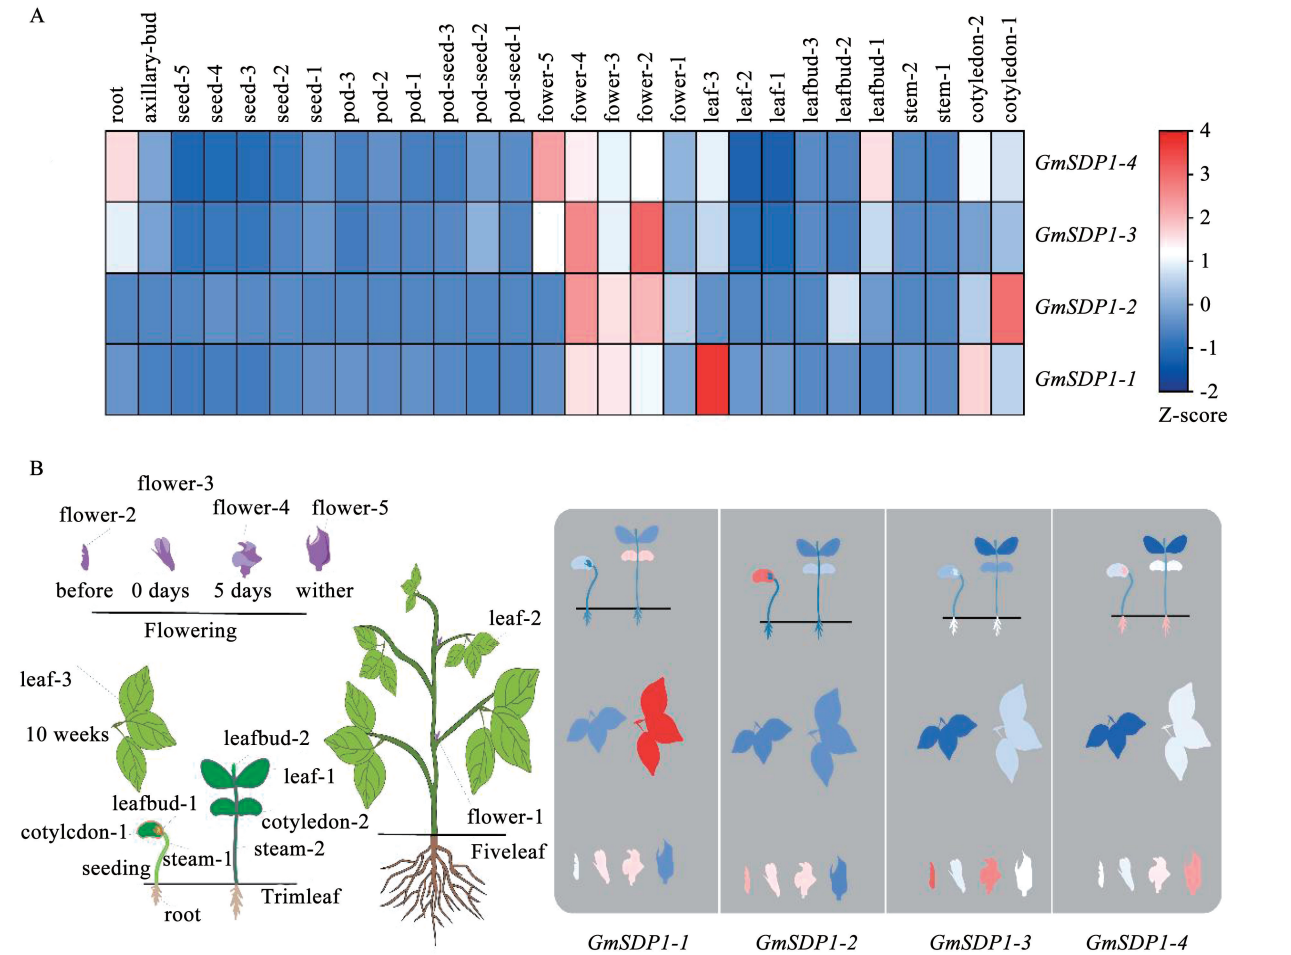 A
root
axillary-bud
seed-5
seed-4
seed-3
seed-2
seed-1
pod-3
pod-2
pod-1
pod-seed-3
pod-seed-2
pod-seed-1
fower-5
fower-4
fower-3
fower-2
fower-1
leaf-3
leaf-2
leaf-1
leafbud-3
leafbud-2
leafbud-1
stem-2
stem-1
cotyledon-2
cotyledon-1
GmSDP1-4
GmSDP1-3
GmSDP1-2
GmSDP1-1
4
3
2
1
0
-1
-2
Z-score
B
flower-3
flower-2
flower-4
flower-5
before
0 days
5 days
wither
Flowering
leaf-3
10 weeks
leaf-2
leafbud-2
leaf-1
leafbud-1
cotylcdon-1
cotyledon-2
flower-1
seeding
steam-1
steam-2
Fiveleaf
Trimleaf
root
GmSDP1-1
GmSDP1-2
GmSDP1-3
GmSDP1-4